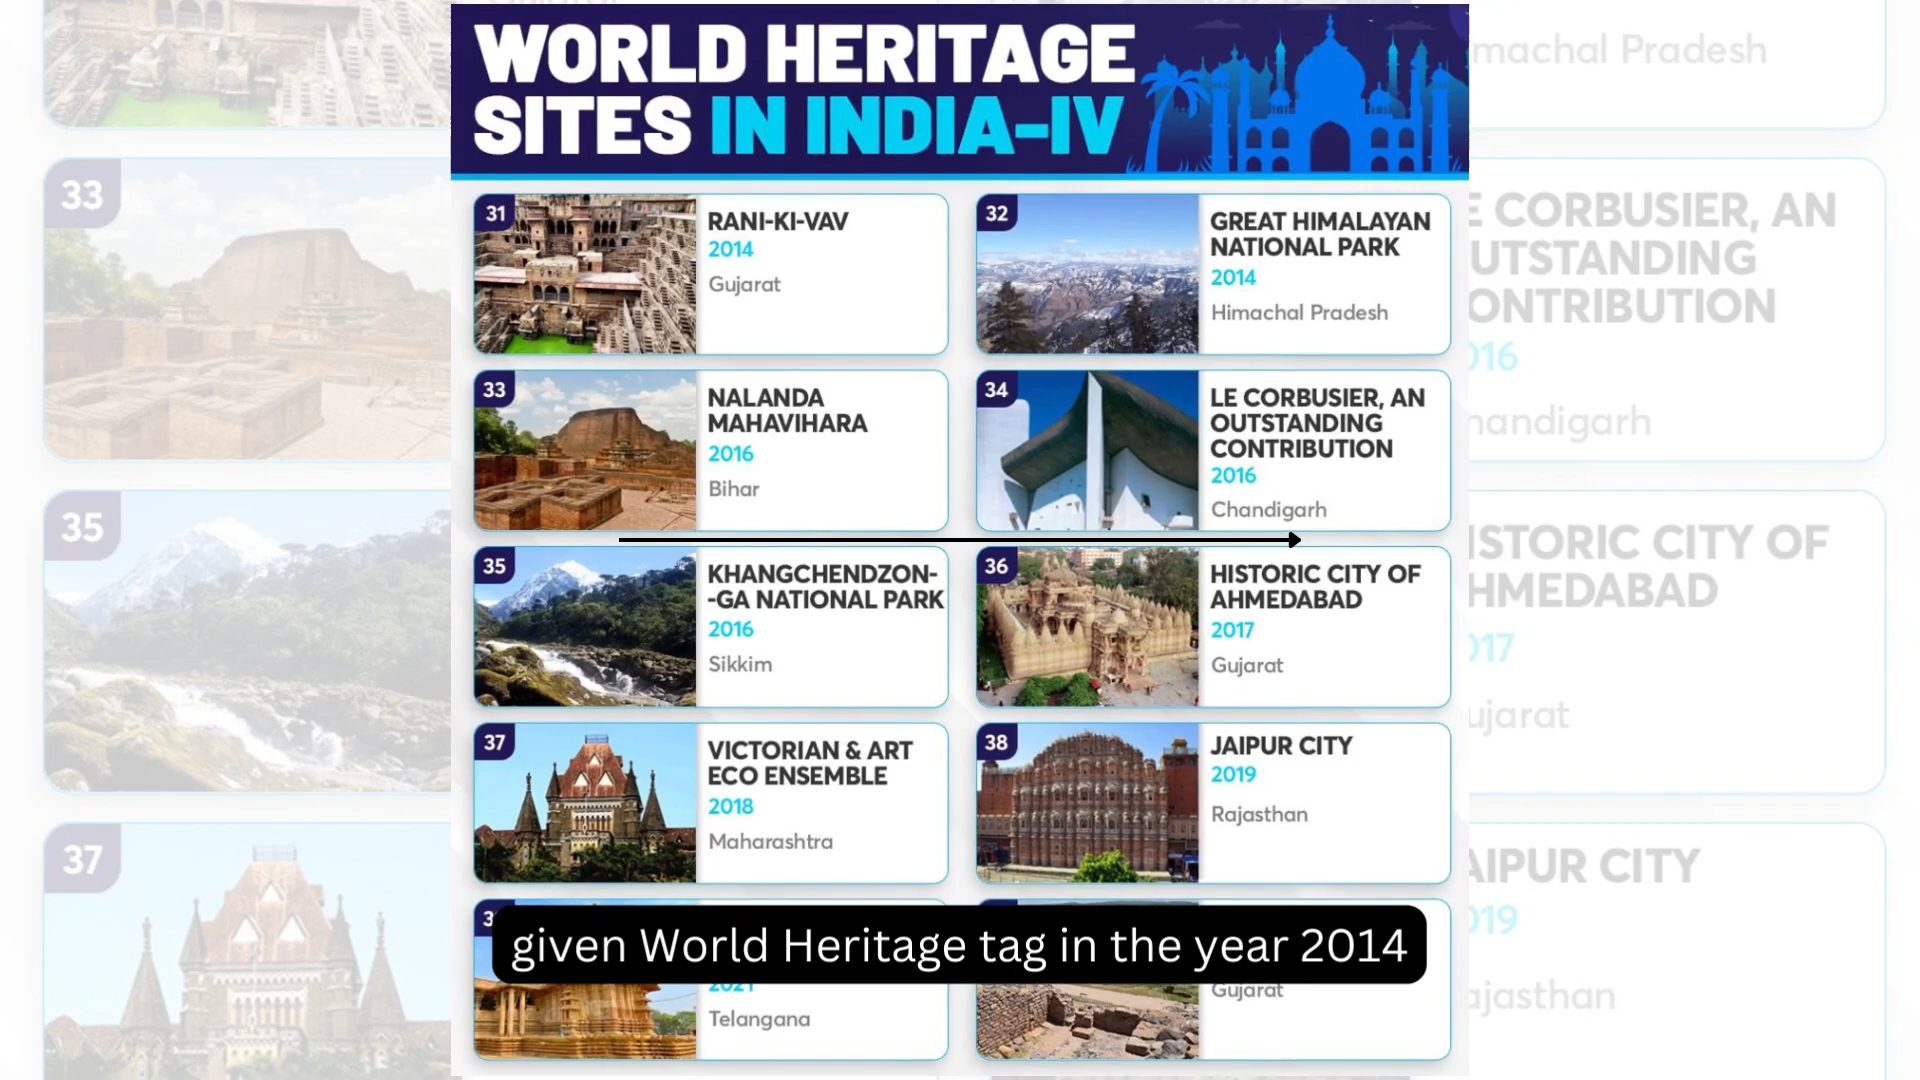 WORLD HERITAGE
SITES IN INDIA-IV
31
RANI-KI-VAV
2014
Gujarat
32
GREAT HIMALAYAN
NATIONAL PARK
2014
Himachal Pradesh
33
NALANDA
MAHAVIHARA
2016
Bihar
34
LE CORBUSIER, AN
OUTSTANDING
CONTRIBUTION
2016
Chandigarh
35
KHANGCHENDZON-
-GA NATIONAL PARK
2016
Sikkim
36
HISTORIC CITY OF
AHMEDABAD
2017
Gujarat
37
VICTORIAN & ART
ECO ENSEMBLE
2018
Maharashtra
38
JAIPUR CITY
2019
Rajasthan
given World Heritage tag in the year 2014
2021
Telangana
Gujarat
33
35
37
machal Pradesh
E CORBUSIER, AN
UTSTANDING
ONTRIBUTION
016
handigarh
ISTORIC CITY OF
HMEDABAD
017
ujarat
AIPUR CITY
019
ajasthan